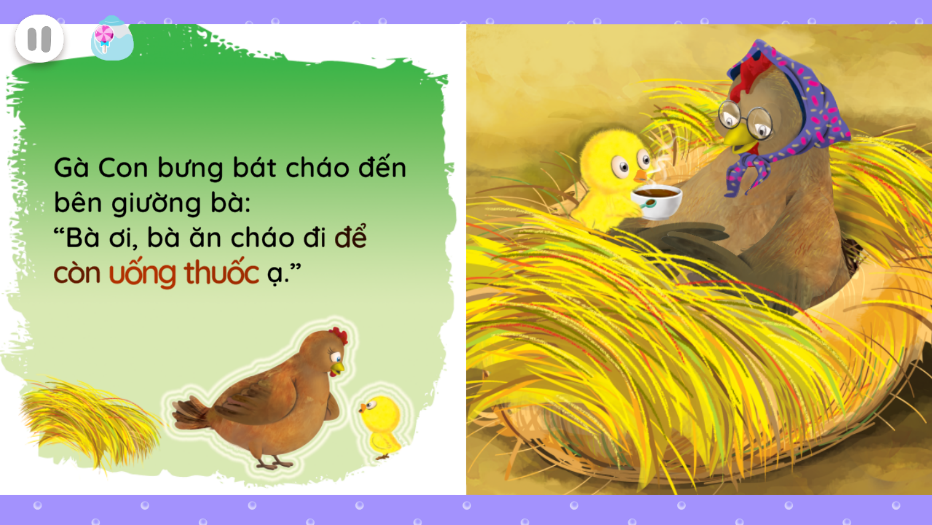 Gà Con bưng bát cháo đến
bên giường bà:
“Bà ơi, bà ăn cháo đi để
còn uống thuốc ạ.”